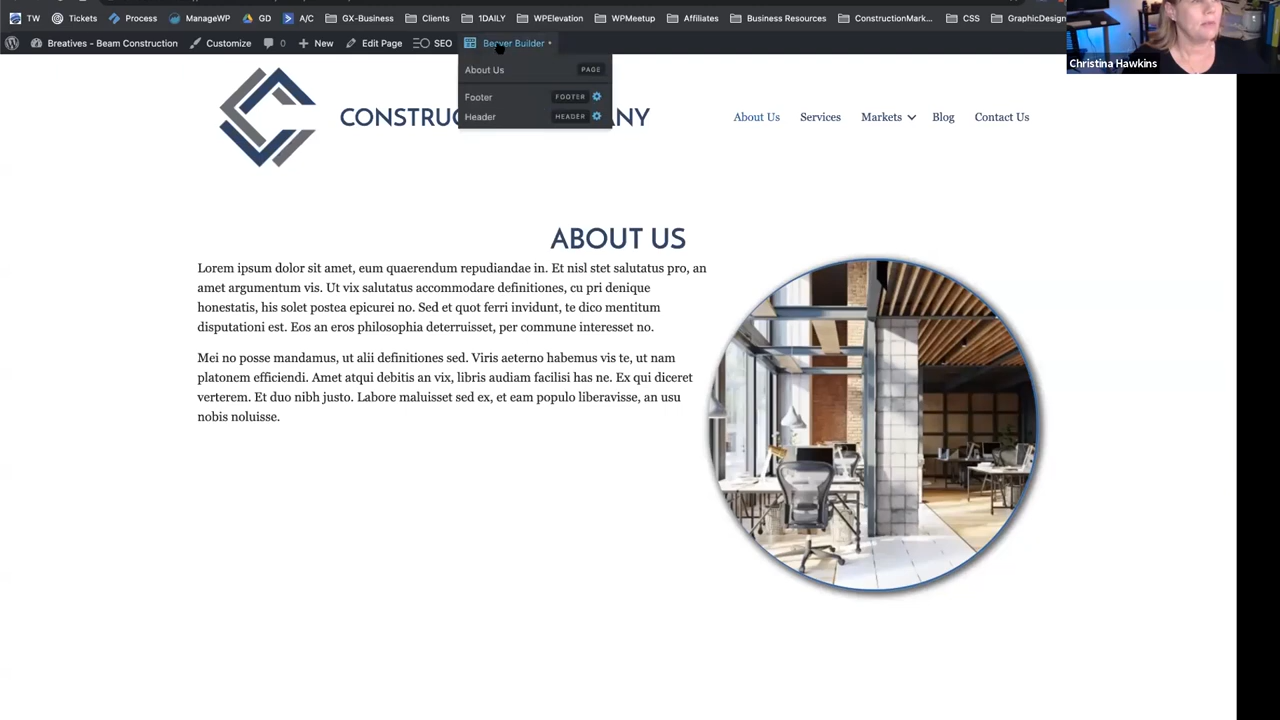 TW Tickets Process ManageWP GD A/C GX-Business Clients 1DAILY WPElevation WPMeetup Affiliates Business Resources ConstructionMark... CSS GraphicDesign
Breatives - Beam Construction Customize 0 New Edit Page SEO Beaver Builder
Christina Hawkins
About Us PAGE
Footer FOOTER
Header HEADER
About Us Services Markets Blog Contact Us
ABOUT US
Lorem ipsum dolor sit amet, eum quaerendum repudiandae in. Et nisl stet salutatus pro, an
amet argumentum vis. Ut vix salutatus accommodare definitiones, cu pri denique
honestatis, his solet postea epicurei no. Sed et quot ferri invidunt, te dico mentitum
disputationi est. Eos an eros philosophia deterruisset, per commune interesset no.
Mei no posse mandamus, ut alii definitiones sed. Viris aeterno habemus vis te, ut nam
platonem efficiendi. Amet atqui debitis an vix, libris audiam facilisi has ne. Ex qui diceret
verterem. Et duo nibh justo. Labore maluisset sed ex, et eam populo liberavisse, an usu
nobis noluisse.